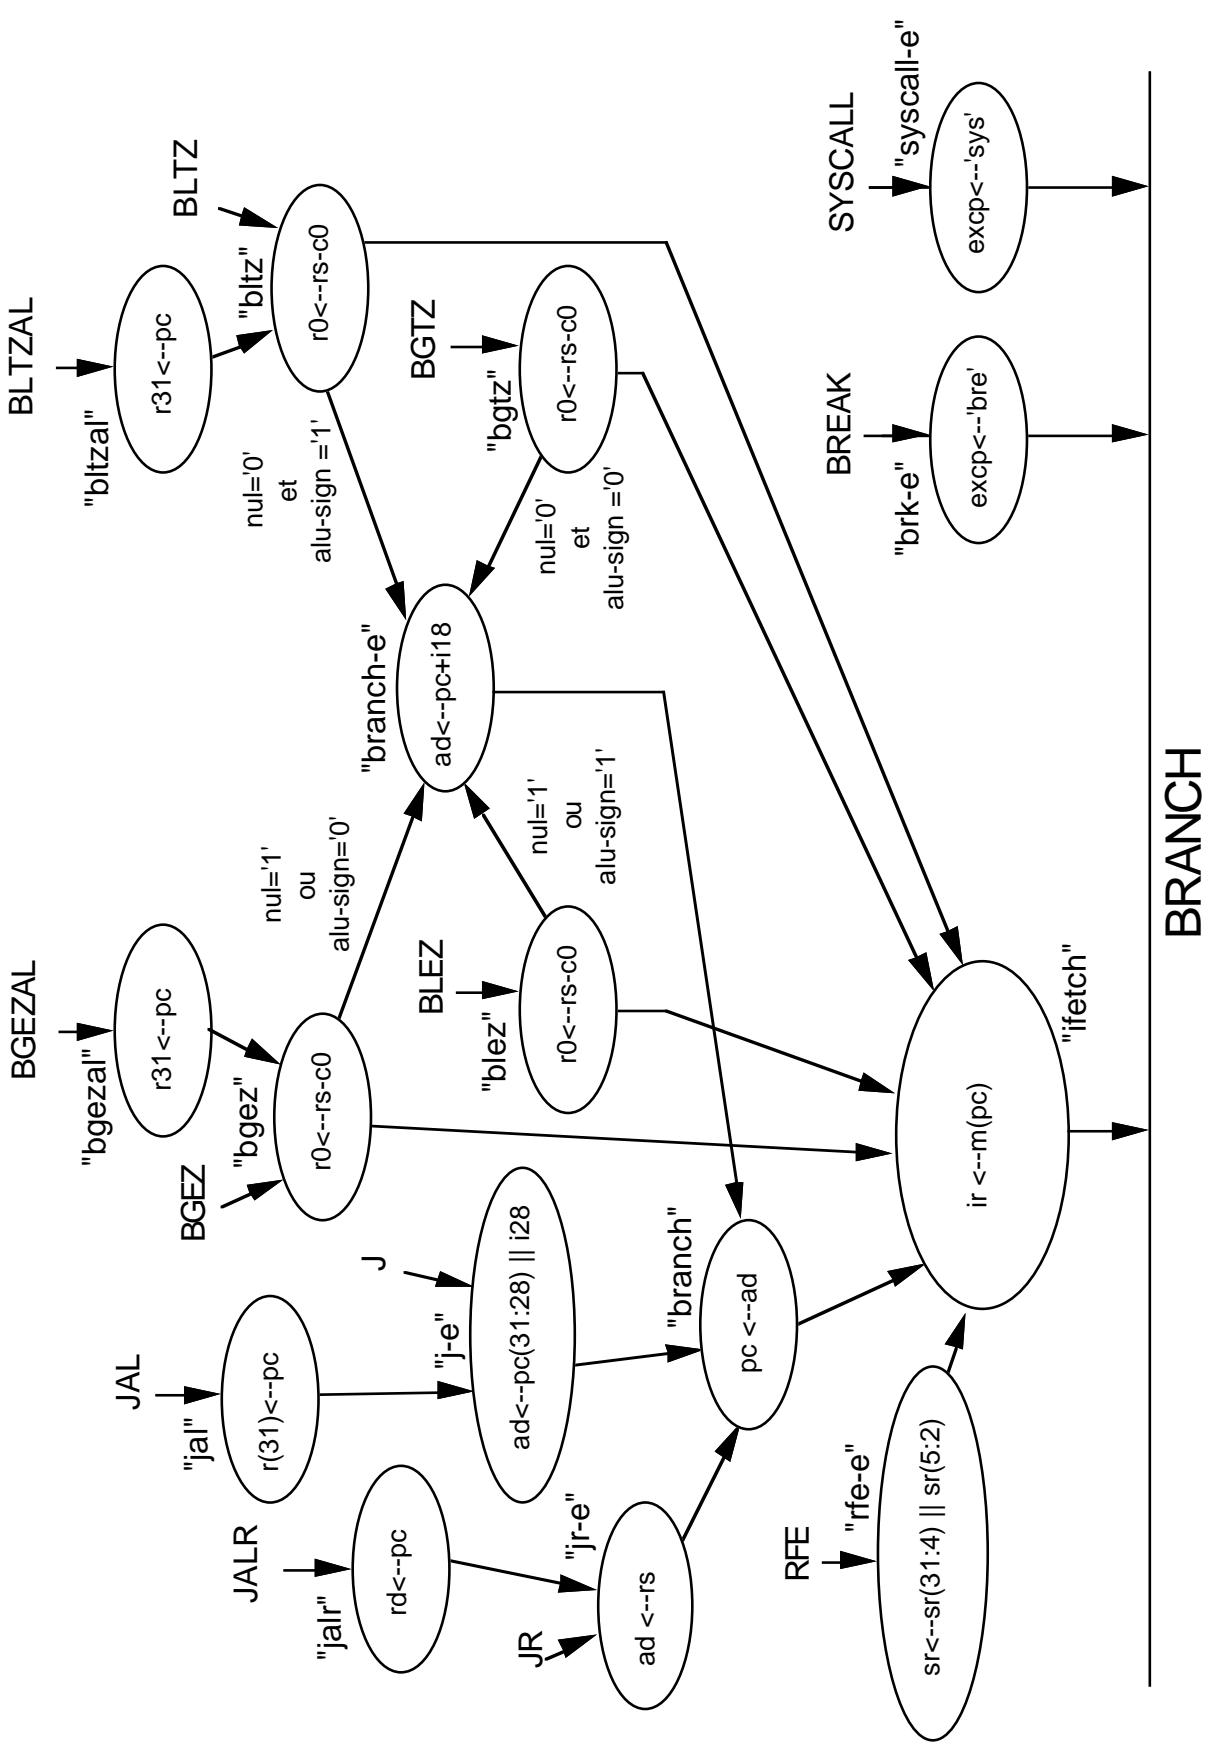 BGEZAL
BLTZAL
"bgezal"
r31<--pc
"bltzal"
r31<--pc
JAL
BGEZ
BLTZ
"jal"
r(31)<--pc
"bgez"
r0<--rs-c0
nul='1'
ou
alu-sign='0'
nul='0'
et
alu-sign ='1'
"bltz"
r0<--rs-c0
JALR
J
"jalr"
rd<--pc
"j-e"
ad<--pc(31:28) || i28
BLEZ
"branch-e"
ad<--pc+i18
BGTZ
"blez"
r0<--rs-c0
nul='1'
ou
alu-sign='1'
nul='0'
et
alu-sign ='0'
"bgtz"
r0<--rs-c0
JR
"jr-e"
ad <--rs
"branch"
pc <--ad
RFE
"rfe-e"
sr<--sr(31:4) || sr(5:2)
ir <--m(pc)
"ifetch"
BREAK
"brk-e"
excp<--'bre'
SYSCALL
"syscall-e"
excp<--'sys'
BRANCH